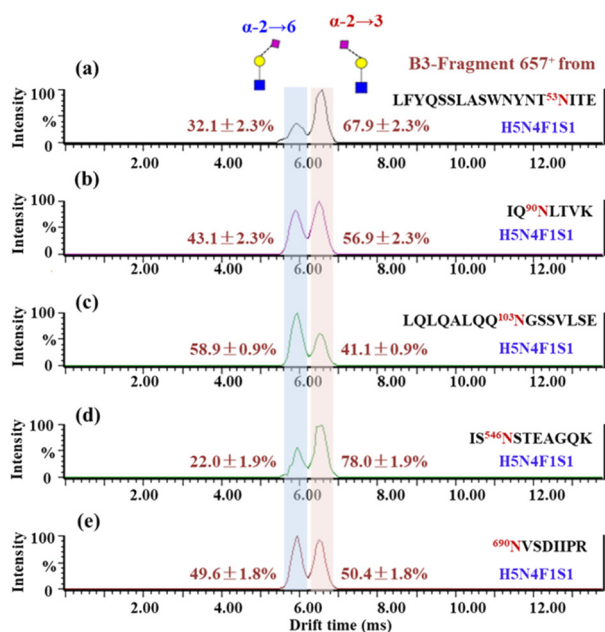 α-2→6
α-2→3
(a)
B3-Fragment 657+ from
Intensity
%
100
0
32.1±2.3%
67.9±2.3%
LFYQSSLASWNYNT53NITE
H5N4F1S1
2.00
4.00
6.00
8.00
10.00
12.00
(b)
Intensity
%
100
0
43.1±2.3%
56.9±2.3%
IQ90NLTVK
H5N4F1S1
2.00
4.00
6.00
8.00
10.00
12.00
(c)
Intensity
%
100
0
58.9±0.9%
41.1±0.9%
LQLQALQQ103NGSSVLSE
H5N4F1S1
2.00
4.00
6.00
8.00
10.00
12.00
(d)
Intensity
%
100
0
22.0±1.9%
78.0±1.9%
IS546NSTEAGQK
H5N4F1S1
2.00
4.00
6.00
8.00
10.00
12.00
(e)
Intensity
%
100
0
49.6±1.8%
50.4±1.8%
690NVSDIIPR
H5N4F1S1
2.00
4.00
6.00
8.00
10.00
12.00
Drift time (ms)